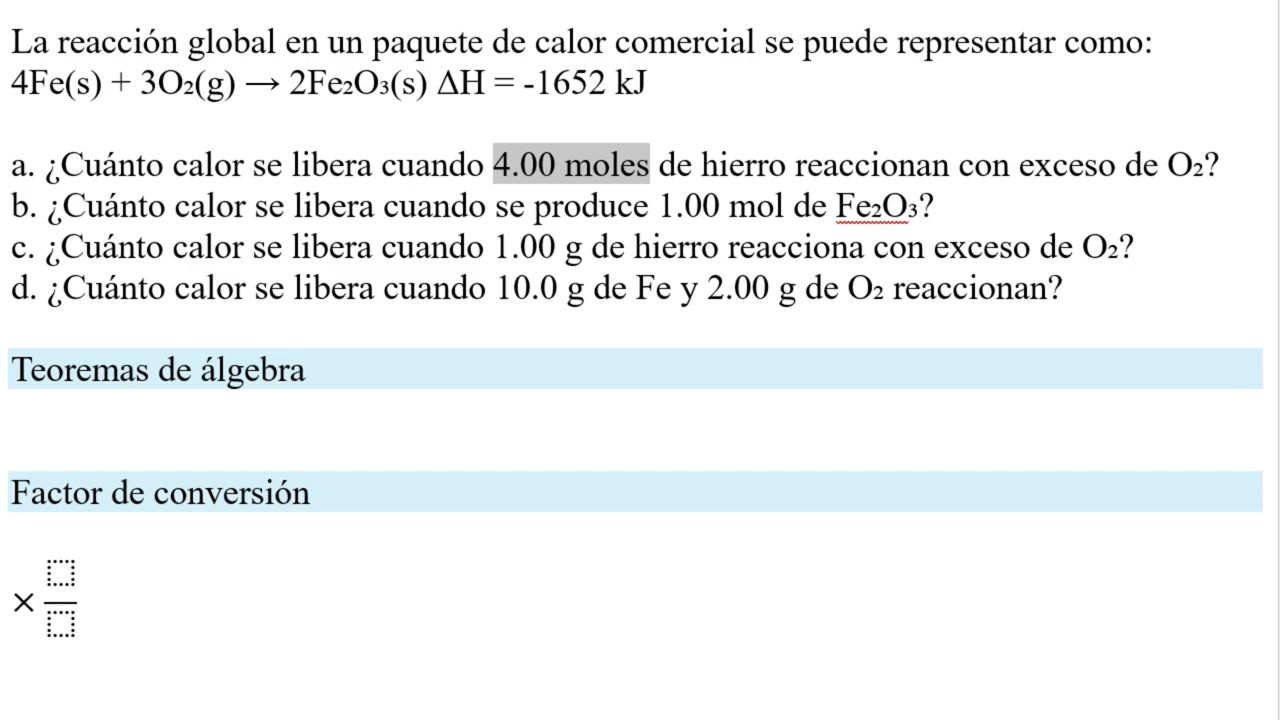 La reacción global en un paquete de calor comercial se puede representar como:
4Fe(s) + 3O₂(g) → 2Fe₂O₃(s) ΔH = -1652 kJ
a. ¿Cuánto calor se libera cuando 4.00 moles de hierro reaccionan con exceso de O₂?
b. ¿Cuánto calor se libera cuando se produce 1.00 mol de Fe₂O₃?
c. ¿Cuánto calor se libera cuando 1.00 g de hierro reacciona con exceso de O₂?
d. ¿Cuánto calor se libera cuando 10.0 g de Fe y 2.00 g de O₂ reaccionan?
Teoremas de álgebra
Factor de conversión
×